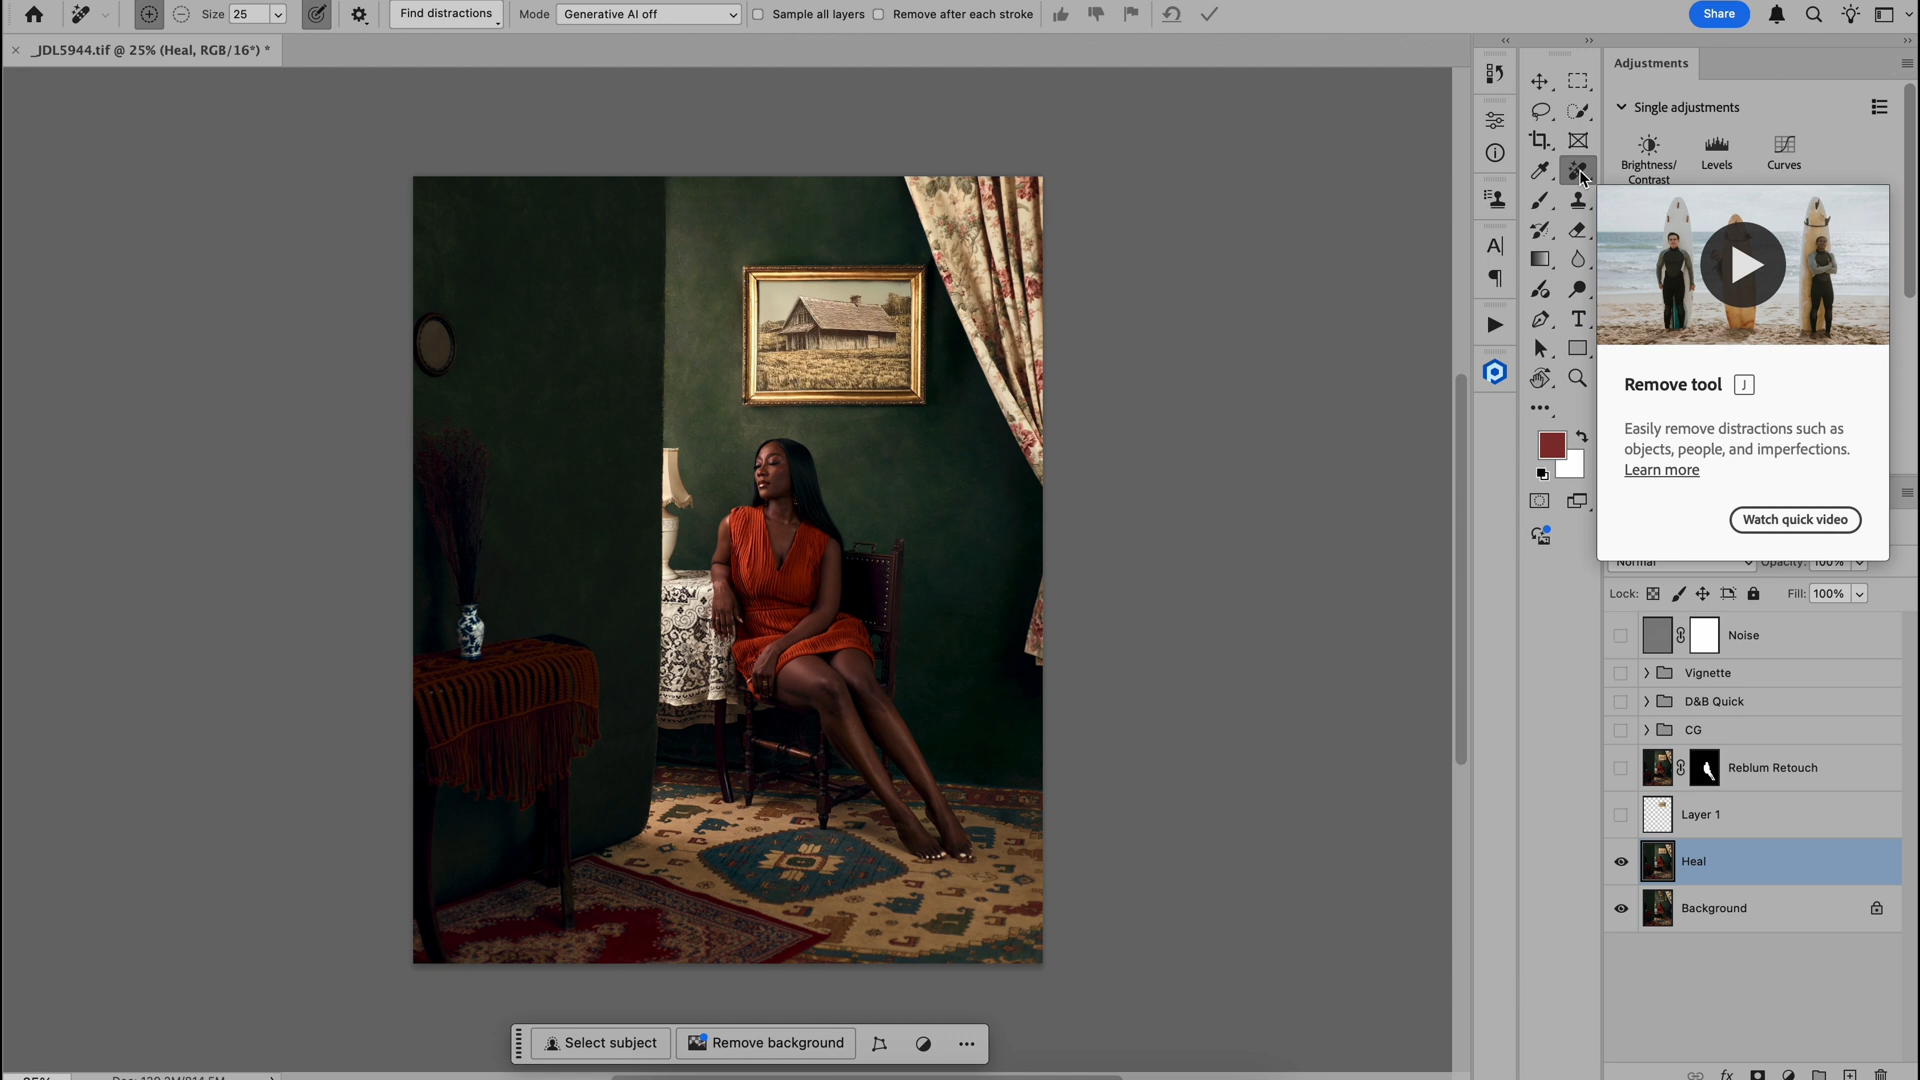 Size 25
Find distractions
Mode Generative AI off
Sample all layers
Remove after each stroke
Share
_JDL5944.tif @ 25% (Heal, RGB/16*) *
Adjustments
Single adjustments
Brightness/
Contrast
Levels
Curves
A
T
Remove tool J
Easily remove distractions such as
objects, people, and imperfections.
Learn more
Watch quick video
Normal
Opacity: 100%
Lock:
Fill: 100%
Noise
Vignette
D&B Quick
CG
Reblum Retouch
Layer 1
Heal
Background
Select subject
Remove background
fx